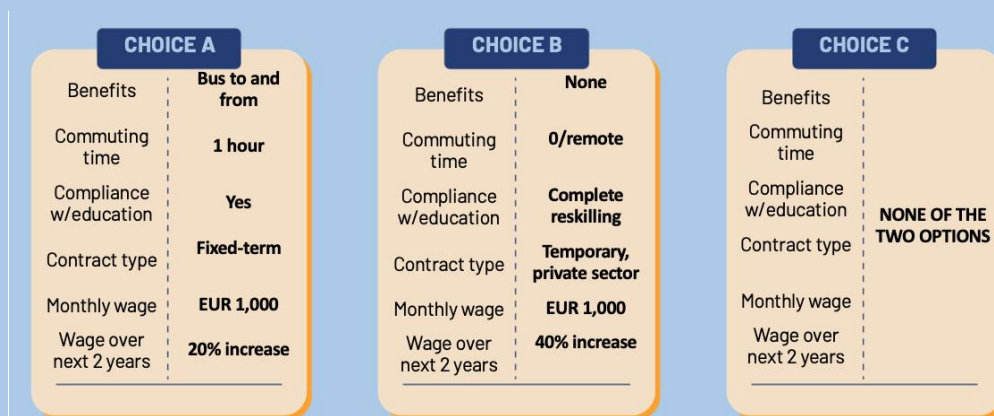 CHOICE A
Benefits
Bus to and
from
Commuting
time
1 hour
Compliance
w/education
Yes
Contract type
Fixed-term
Monthly wage
EUR 1,000
Wage over
next 2 years
20% increase
CHOICE B
Benefits
None
Commuting
time
0/remote
Compliance
w/education
Complete
reskilling
Contract type
Temporary,
private sector
Monthly wage
EUR 1,000
Wage over
next 2 years
40% increase
CHOICE C
Benefits
Commuting
time
Compliance
w/education
Contract type
Monthly wage
Wage over
next 2 years
NONE OF THE
TWO OPTIONS